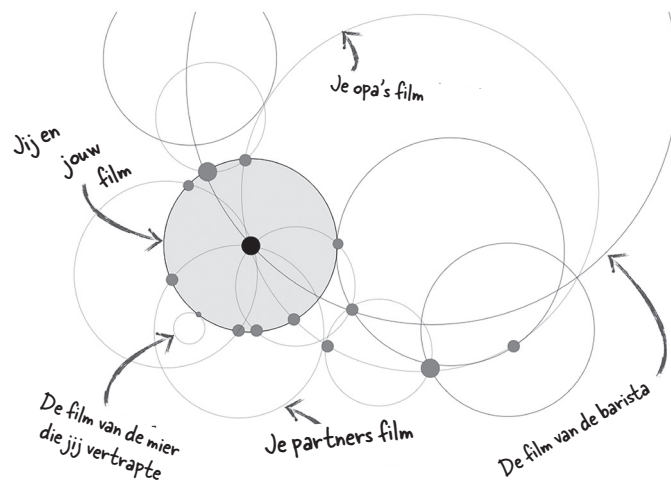 Je opa's film
Jij en
jouw
film
De film van de mier
die jij vertrapte
Je partners film
De film van de barista